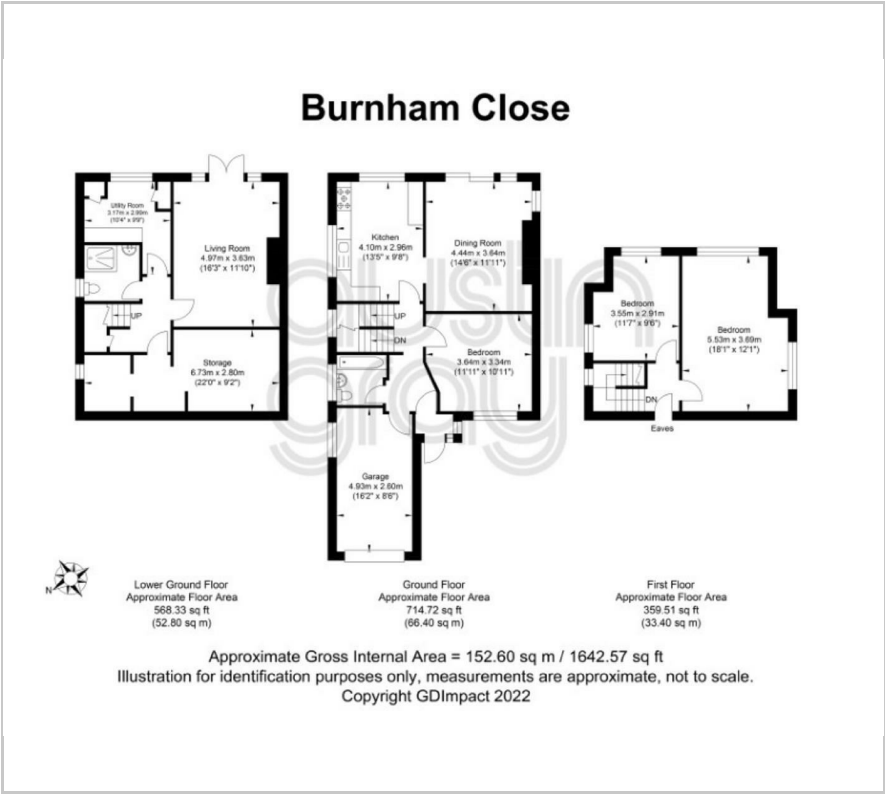 Burnham Close
Utility Room
3.17m x 2.99m
(10'4" x 9'9")
Living Room
4.97m x 3.63m
(16'3" x 11'10")
UP
Storage
6.73m x 2.80m
(22'0" x 9'2")
Kitchen
4.10m x 2.96m
(13'5" x 9'8")
Dining Room
4.44m x 3.64m
(14'6" x 11'11")
UP
DN
Bedroom
3.64m x 3.34m
(11'11" x 10'11")
Garage
4.93m x 2.60m
(16'2" x 8'6")
Bedroom
3.55m x 2.91m
(11'7" x 9'6")
Bedroom
5.53m x 3.69m
(18'1" x 12'1")
DN
Eaves
austin
gray
N
Lower Ground Floor
Approximate Floor Area
568.33 sq ft
(52.80 sq m)
Ground Floor
Approximate Floor Area
714.72 sq ft
(66.40 sq m)
First Floor
Approximate Floor Area
359.51 sq ft
(33.40 sq m)
Approximate Gross Internal Area = 152.60 sq m / 1642.57 sq ft
Illustration for identification purposes only, measurements are approximate, not to scale.
Copyright GDImpact 2022